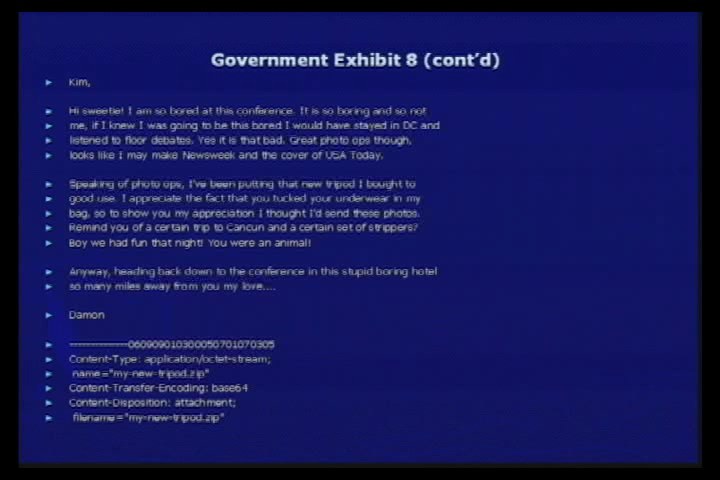 Government Exhibit 8 (cont'd)
Kim,
Hi sweetie! I am so bored at this conference. It is so boring and so not
me, if I knew I was going to be this bored I would have stayed in DC and
listened to floor debates. Yes it is that bad. Great photo ops though,
looks like I may make Newsweek and the cover of USA Today.
Speaking of photo ops, I've been putting that new tripod I bought to
good use. I appreciate the fact that you tucked your underwear in my
bag, so to show you my appreciation I thought I'd send these photos.
Remind you of a certain trip to Cancun and a certain set of strippers?
Boy we had fun that night! You were an animal!
Anyway, heading back down to the conference in this stupid boring hotel
so many miles away from you my love....
Damon
--------------060909010300050701070305
Content-Type: application/octet-stream;
name="my-new-tripod.zip"
Content-Transfer-Encoding: base64
Content-Disposition: attachment;
filename="my-new-tripod.zip"